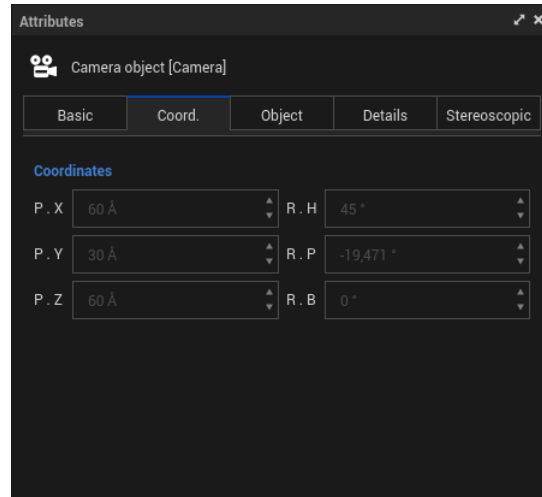 Attributes
Camera object [Camera]
Basic Coord. Object Details Stereoscopic
Coordinates
P . X 60 Å R . H 45 °
P . Y 30 Å R . P -19,471 °
P . Z 60 Å R . B 0 °